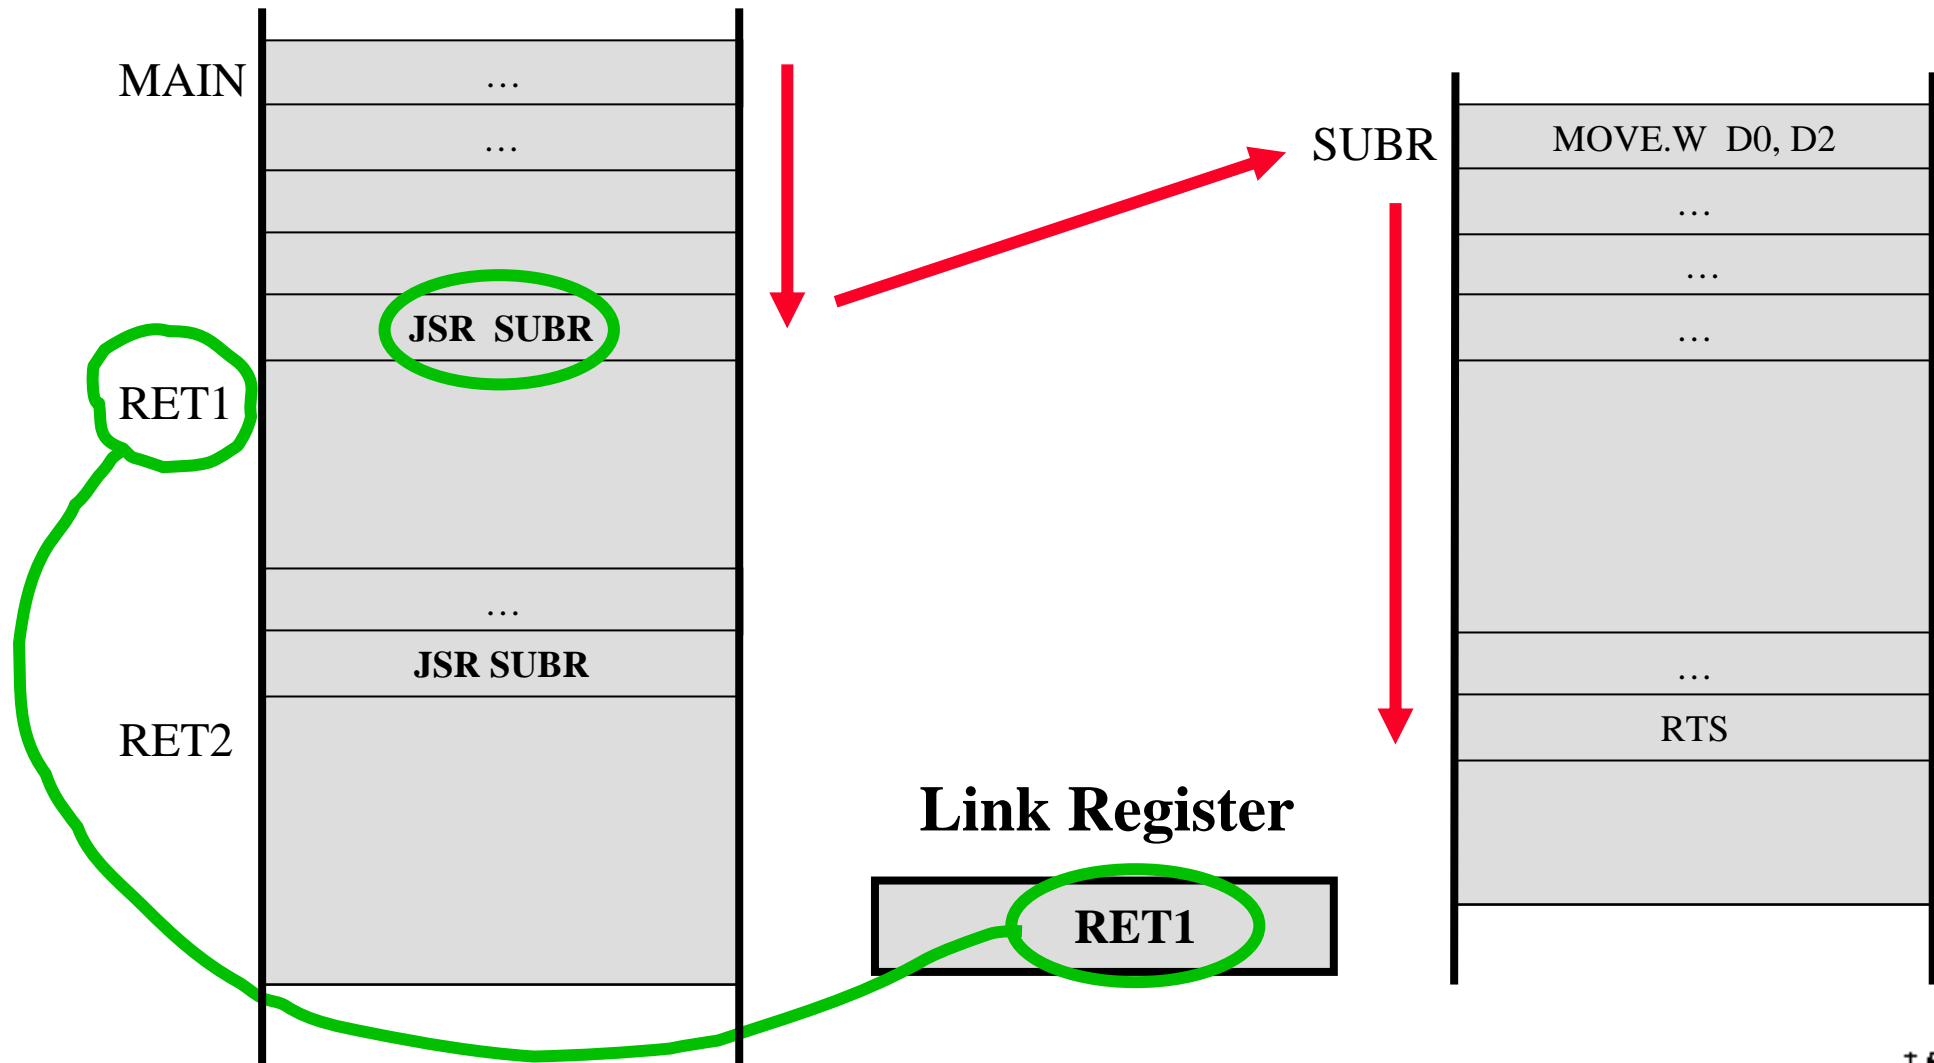 MAIN
…
…
JSR SUBR
RET1
…
JSR SUBR
RET2
Link Register
RET1
SUBR
MOVE.W D0, D2
…
…
…
…
RTS